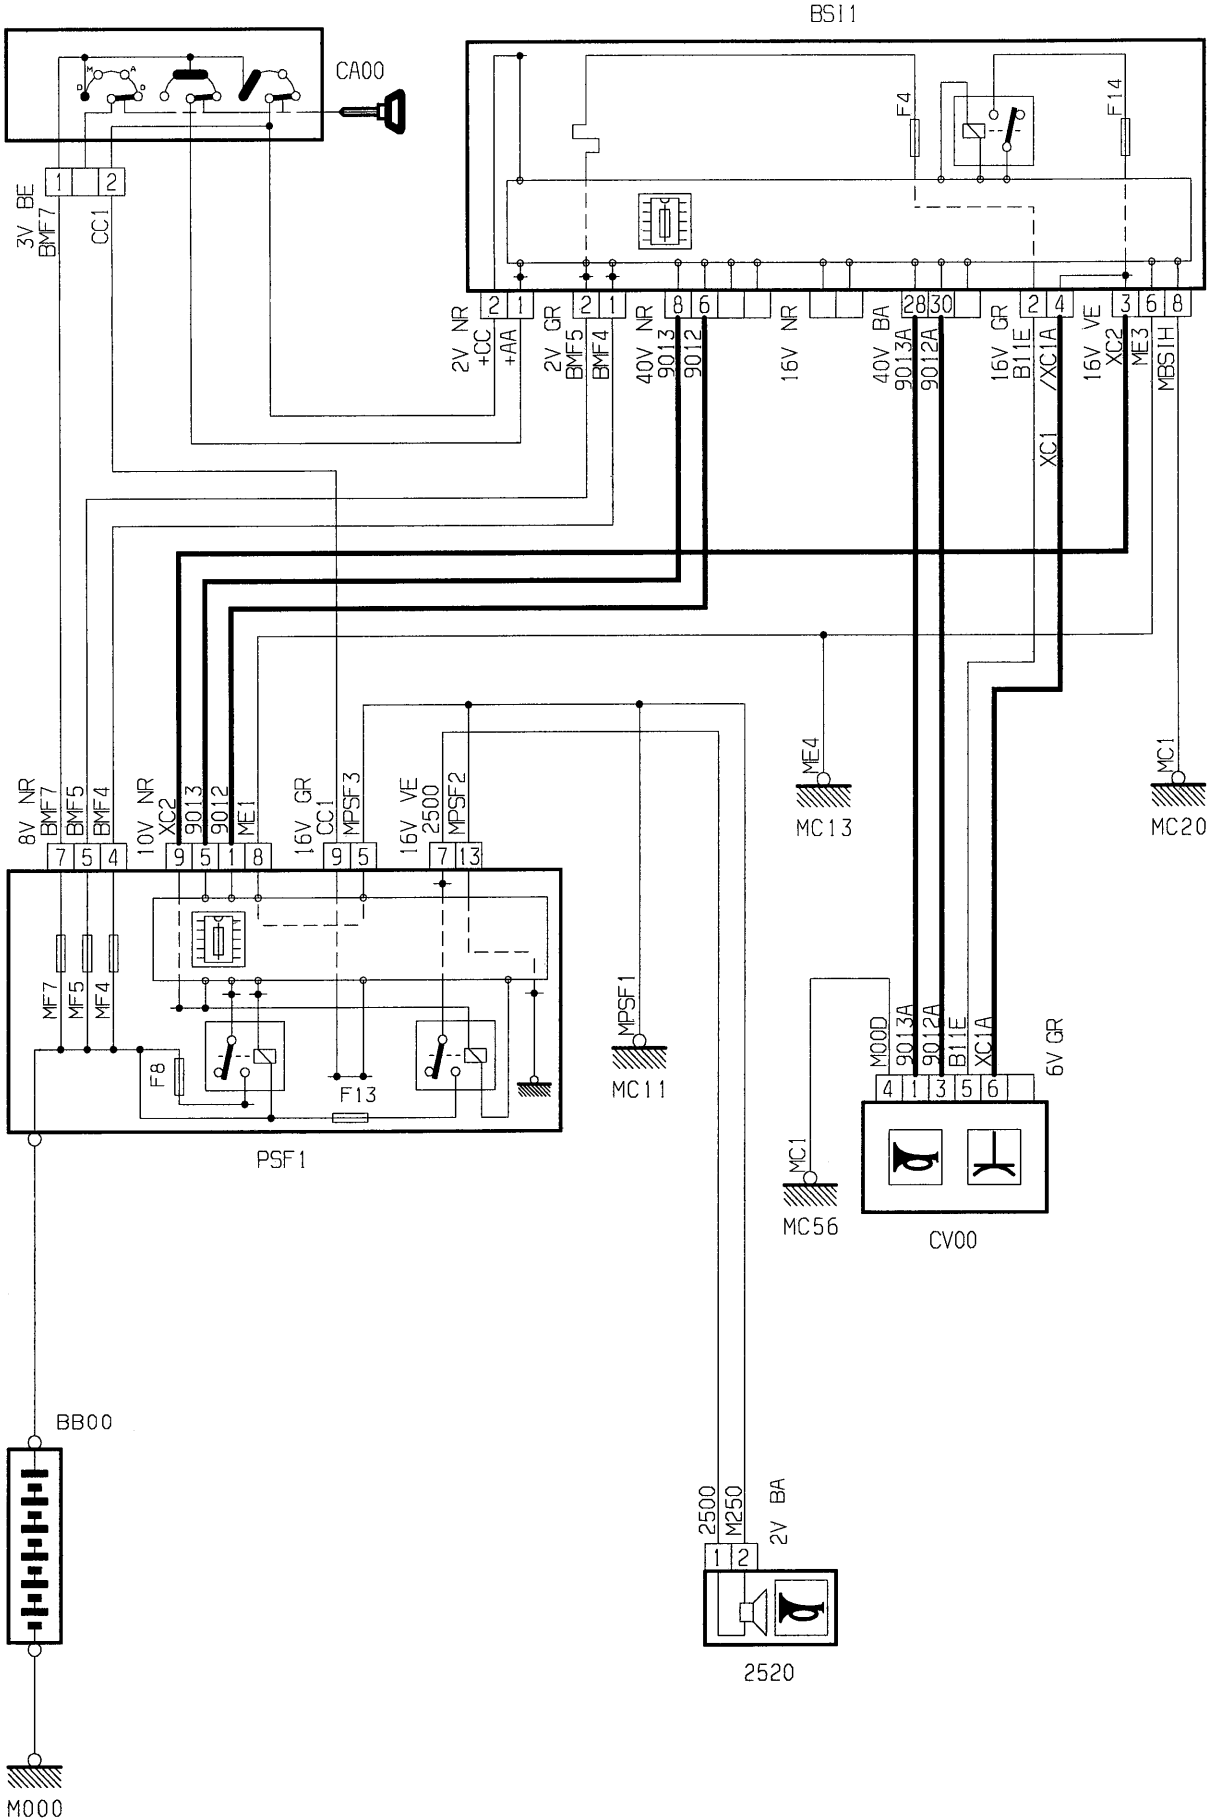 BSI1
CA00
M A
D D
F4
F14
1 2
3V BE
BMF7
CC1
2 1 2 1 8 6 28 30 2 4 3 6 8
2V NR
+CC
+AA
2V GR
BMF5
BMF4
40V NR
9013
9012
16V NR
40V BA
9013A
9012A
16V GR
B11E
/XC1A
XC1
16V VE
XC2
ME3
MBSIH
ME4
MC13
MC1
MC20
8V NR
BMF7
BMF5
BMF4
10V NR
XC2
9013
9012
ME1
16V GR
CC1
MPSF3
16V VE
2500
MPSF2
7 5 4 9 5 1 8 9 5 7 13
MF7
MF5
MF4
F8
F13
PSF1
MPSF1
MC11
M00D
9013A
9012A
B11E
XC1A
6V GR
4 1 3 5 6
MC1
MC56
CV00
BB00
2500
M250
2V BA
1 2
2520
M000